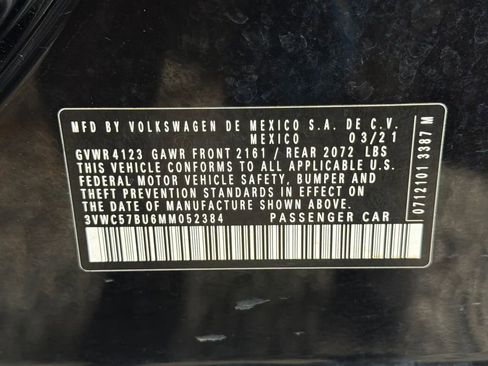 MFD BY VOLKSWAGEN DE MEXICO S.A. DE C.V.
MEXICO 03/21
GVWR 4123 GAWR FRONT 2161 / REAR 2072 LBS
THIS VEHICLE CONFORMS TO ALL APPLICABLE U.S.
FEDERAL MOTOR VEHICLE SAFETY, BUMPER AND
THEFT PREVENTION STANDARDS IN EFFECT ON
THE DATE OF MANUFACTURE SHOWN ABOVE.
3VWC57BU6MM052384 PASSENGER CAR
0712101 3387 M